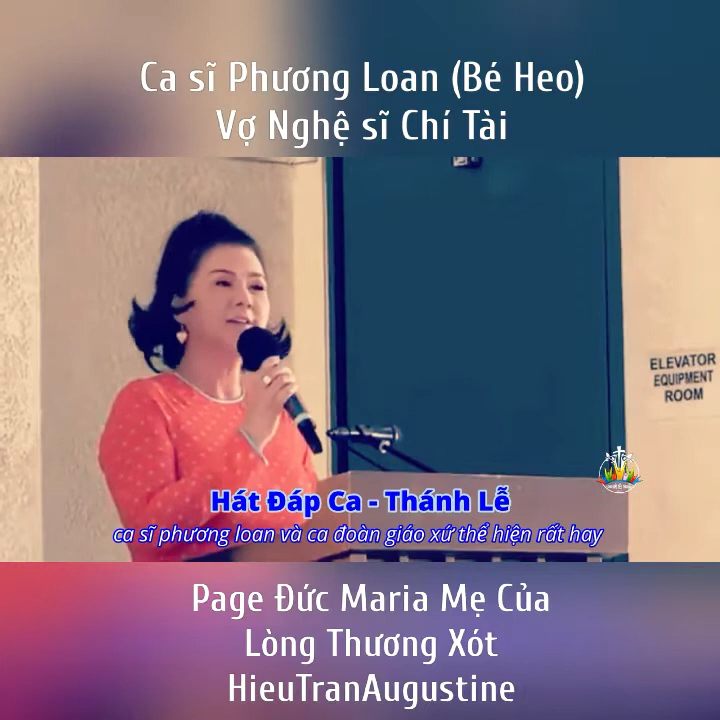 Ca sĩ Phương Loan (Bé Heo)
Vợ Nghệ sĩ Chí Tài
ELEVATOR
EQUIPMENT
ROOM
Hát Đáp Ca - Thánh Lễ
ca sĩ phương loan và ca đoàn giáo xứ thể hiện rất hay
Page Đức Maria Mẹ Của
Lòng Thương Xót
HieuTranAugustine